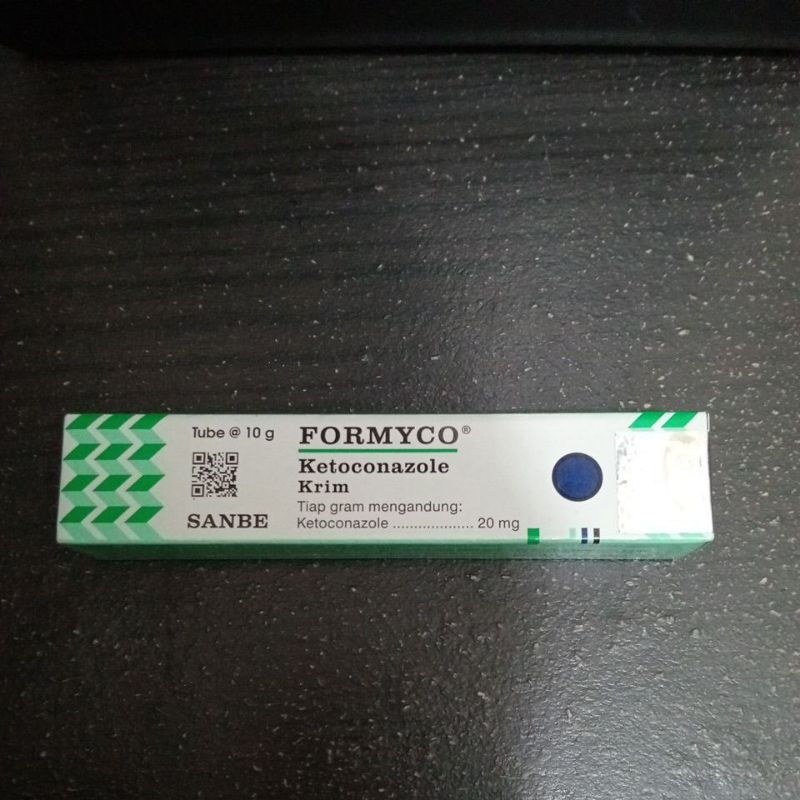 Tube @ 10 g
SANBE
FORMYCO®
Ketoconazole
Krim
Tiap gram mengandung:
Ketoconazole ................... 20 mg